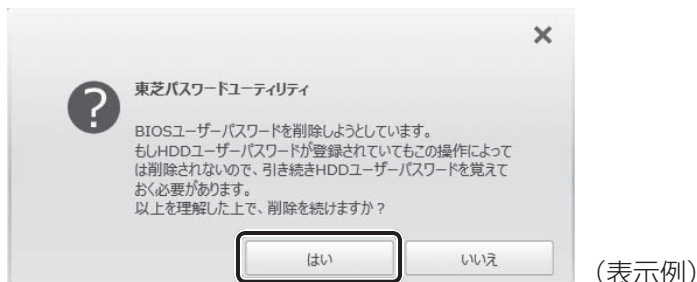 東芝パスワードユーティリティ
BIOSユーザーパスワードを削除しようとしています。
もしHDDユーザーパスワードが登録されていてもこの操作によって
は削除されないので、引き続きHDDユーザーパスワードを覚えて
おく必要があります。
以上を理解した上で、削除を続けますか？
はい いいえ
（表示例）